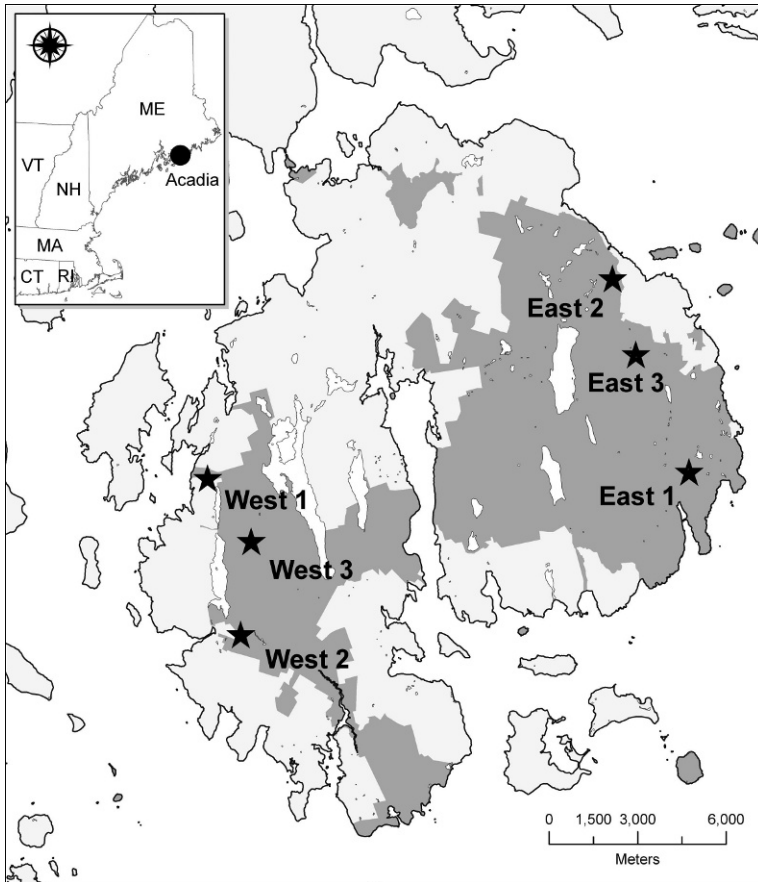 ME
VT
NH
Acadia
MA
CT
RI
East 2
East 3
East 1
West 1
West 3
West 2
0 1,500 3,000 6,000
Meters